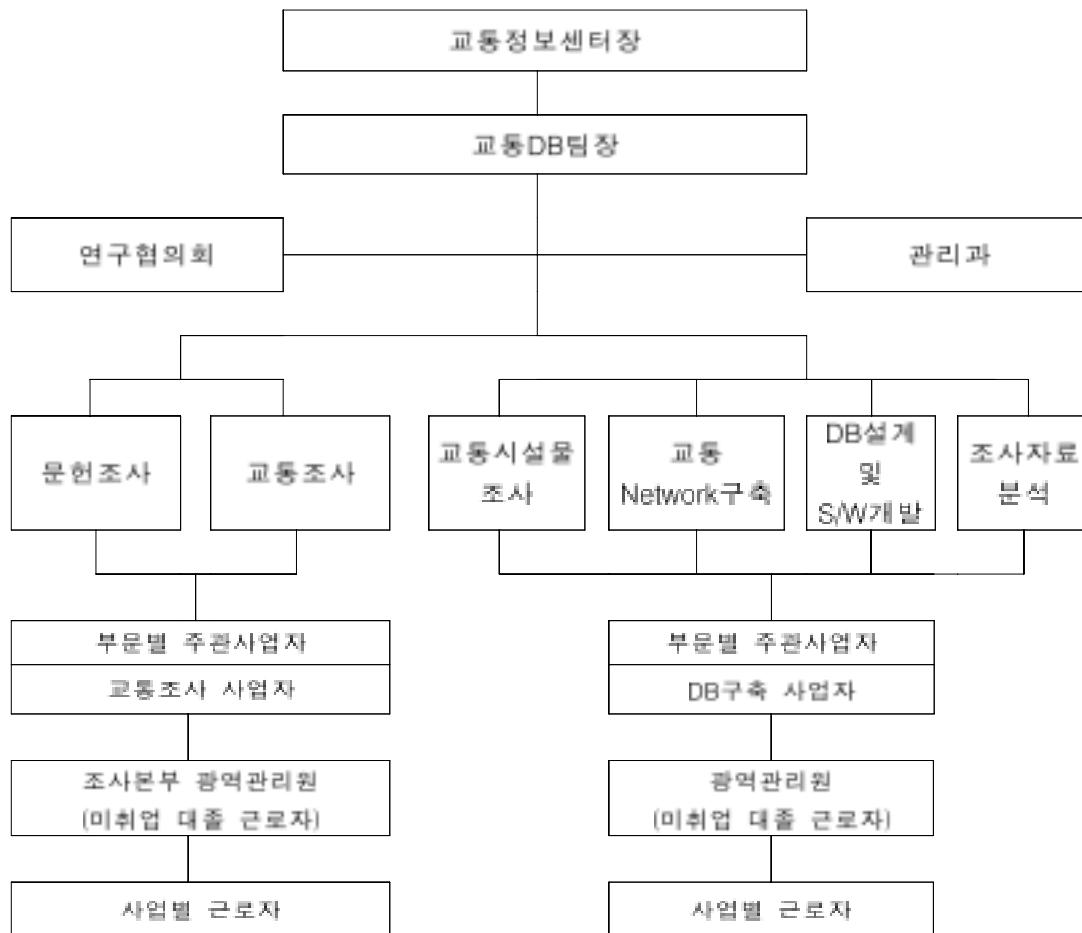 교통정보센터장
교통DB팀장
연구협의회
관리과
문헌조사
교통조사
교통시설물
조사
교통
Network구축
DB설계
및
S/W개발
조사자료
분석
부문별 주관사업자
교통조사 사업자
부문별 주관사업자
DB구축 사업자
조사본부 광역관리원
(미취업 대졸 근로자)
광역관리원
(미취업 대졸 근로자)
사업별 근로자
사업별 근로자